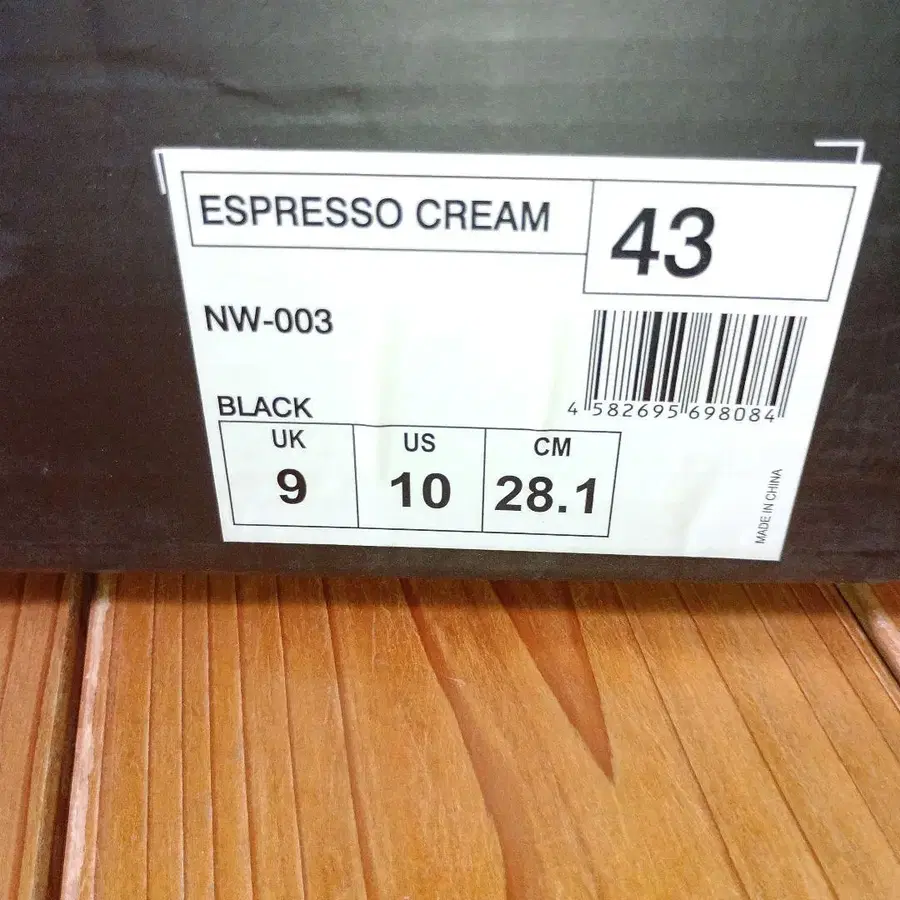 ESPRESSO CREAM
43
NW-003
4 582695 698084
BLACK
UK US CM
9 10 28.1
MADE IN CHINA